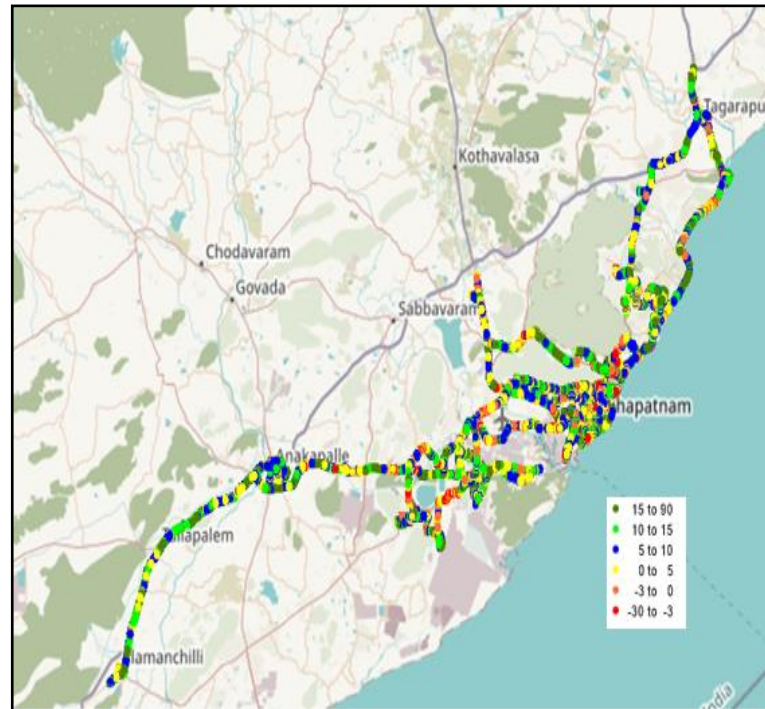 Tagarapu
Kothavalasa
Chodavaram
Govada
Sabbavaram
hapatnam
Anakapalle
palem
lamanchilli
15 to 90
10 to 15
5 to 10
0 to 5
-3 to 0
-30 to -3
India